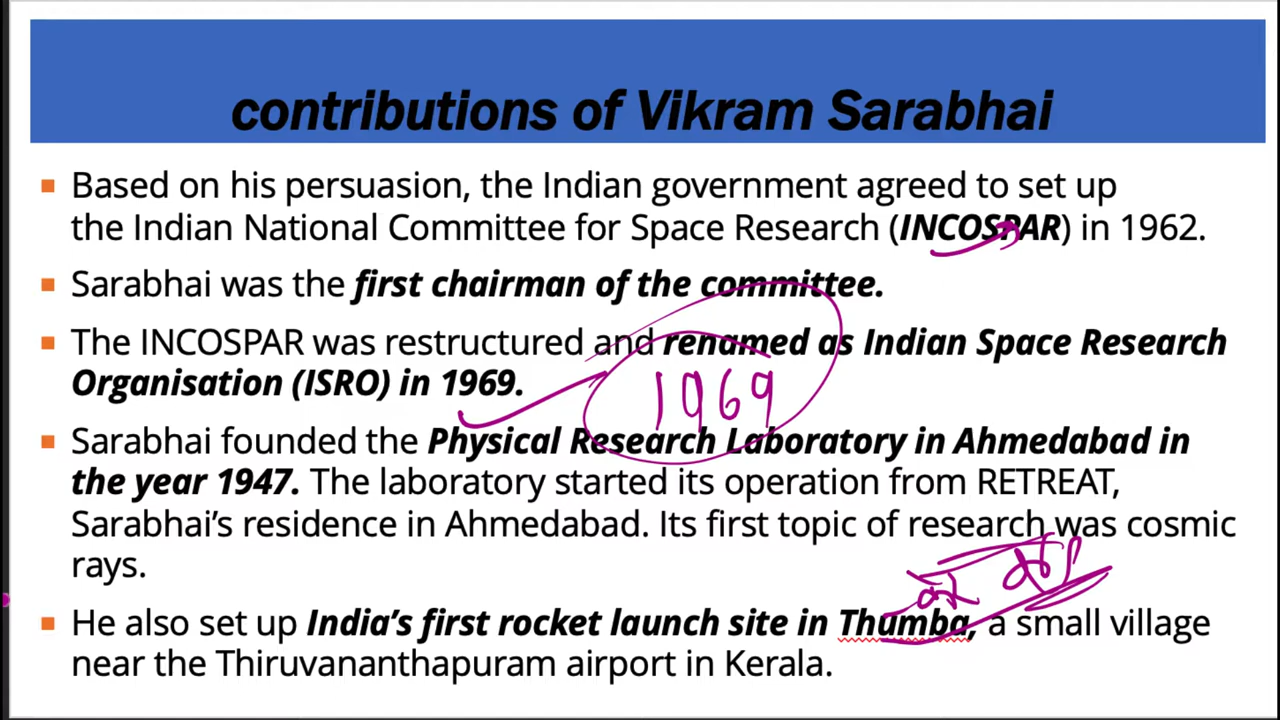 contributions of Vikram Sarabhai
Based on his persuasion, the Indian government agreed to set up
the Indian National Committee for Space Research (INCOSPAR) in 1962.
Sarabhai was the first chairman of the committee.
The INCOSPAR was restructured and renamed as Indian Space Research
Organisation (ISRO) in 1969.
1969
Sarabhai founded the Physical Research Laboratory in Ahmedabad in
the year 1947. The laboratory started its operation from RETREAT,
Sarabhai’s residence in Ahmedabad. Its first topic of research was cosmic
rays.
He also set up India’s first rocket launch site in Thumba, a small village
near the Thiruvananthapuram airport in Kerala.